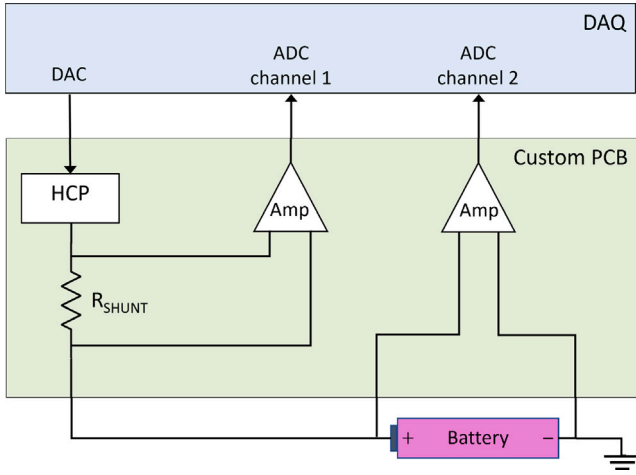 DAQ
DAC
ADC
channel 1
ADC
channel 2
Custom PCB
HCP
Amp
Amp
RSHUNT
+ Battery −